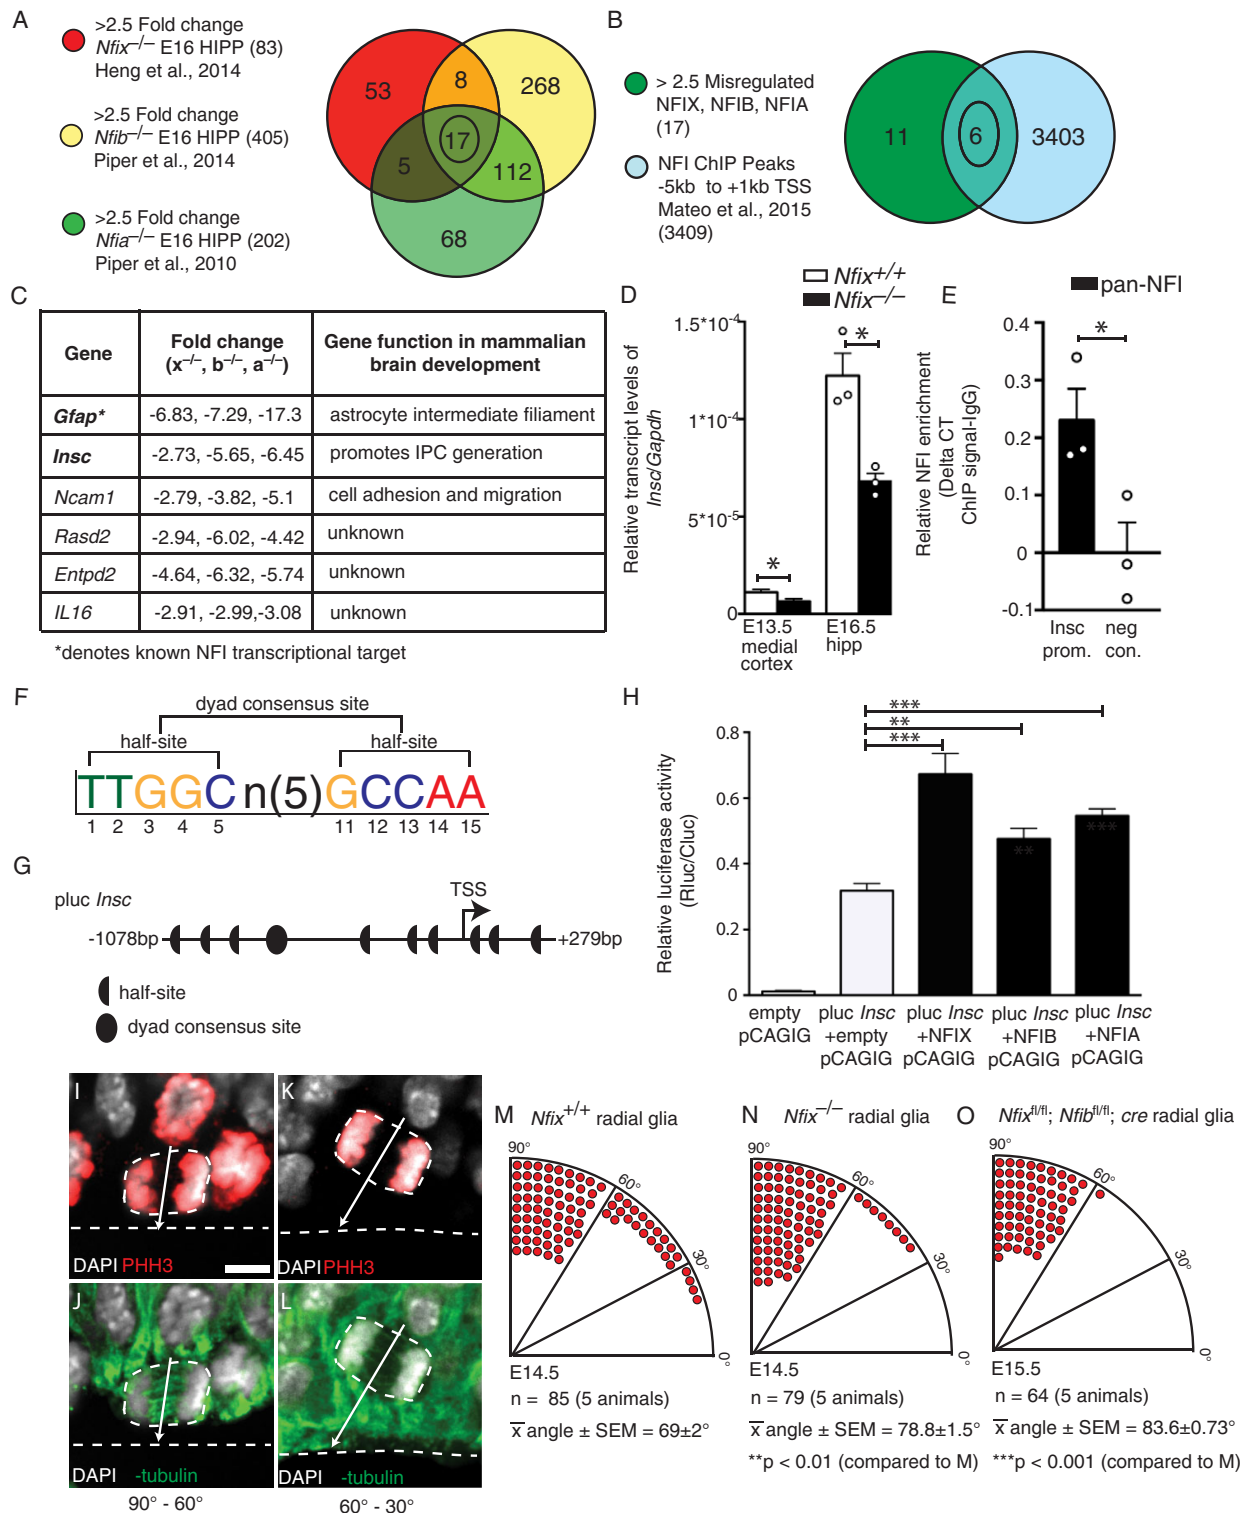 A
>2.5 Fold change
Nfix–/– E16 HIPP (83)
Heng et al., 2014
>2.5 Fold change
Nfib–/– E16 HIPP (405)
Piper et al., 2014
>2.5 Fold change
Nfia–/– E16 HIPP (202)
Piper et al., 2010
53
8
268
17
5
112
68
B
> 2.5 Misregulated
NFIX, NFIB, NFIA
(17)
NFI ChIP Peaks
-5kb to +1kb TSS
Mateo et al., 2015
(3409)
11
6
3403
C
Gene
Fold change
(x–/–, b–/–, a–/–)
Gene function in mammalian
brain development
Gfap*
-6.83, -7.29, -17.3
astrocyte intermediate filiament
Insc
-2.73, -5.65, -6.45
promotes IPC generation
Ncam1
-2.79, -3.82, -5.1
cell adhesion and migration
Rasd2
-2.94, -6.02, -4.42
unknown
Entpd2
-4.64, -6.32, -5.74
unknown
IL16
-2.91, -2.99,-3.08
unknown
*denotes known NFI transcriptional target
D
Nfix+/+
Nfix–/–
Relative transcript levels of
Insc/Gapdh
1.5*10-4
1*10-4
5*10-5
0
*
*
E13.5
medial
cortex
E16.5
hipp
E
pan-NFI
Relative NFI enrichment
(Delta CT
ChIP signal-IgG)
0.4
0.3
0.2
0.1
0
-0.1
*
Insc
prom.
neg
con.
F
dyad consensus site
half-site
half-site
TTGGCn(5)GCCAA
1 2 3 4 5 11 12 13 14 15
G
pluc Insc
TSS
-1078bp
+279bp
half-site
dyad consensus site
H
Relative luciferase activity
(Rluc/Cluc)
0.8
0.6
0.4
0.2
0
***
**
***
**
***
empty
pCAGIG
pluc Insc
+empty
pCAGIG
pluc Insc
+NFIX
pCAGIG
pluc Insc
+NFIB
pCAGIG
pluc Insc
+NFIA
pCAGIG
I
DAPI PHH3
K
DAPI PHH3
J
DAPI -tubulin
L
DAPI -tubulin
90° - 60°
60° - 30°
M
Nfix+/+ radial glia
90°
60°
30°
0°
E14.5
n = 85 (5 animals)
x̄ angle ± SEM = 69±2°
N
Nfix–/– radial glia
90°
60°
30°
0°
E14.5
n = 79 (5 animals)
x̄ angle ± SEM = 78.8±1.5°
**p < 0.01 (compared to M)
O
Nfixfl/fl; Nfibfl/fl; cre radial glia
90°
60°
30°
0°
E15.5
n = 64 (5 animals)
x̄ angle ± SEM = 83.6±0.73°
***p < 0.001 (compared to M)